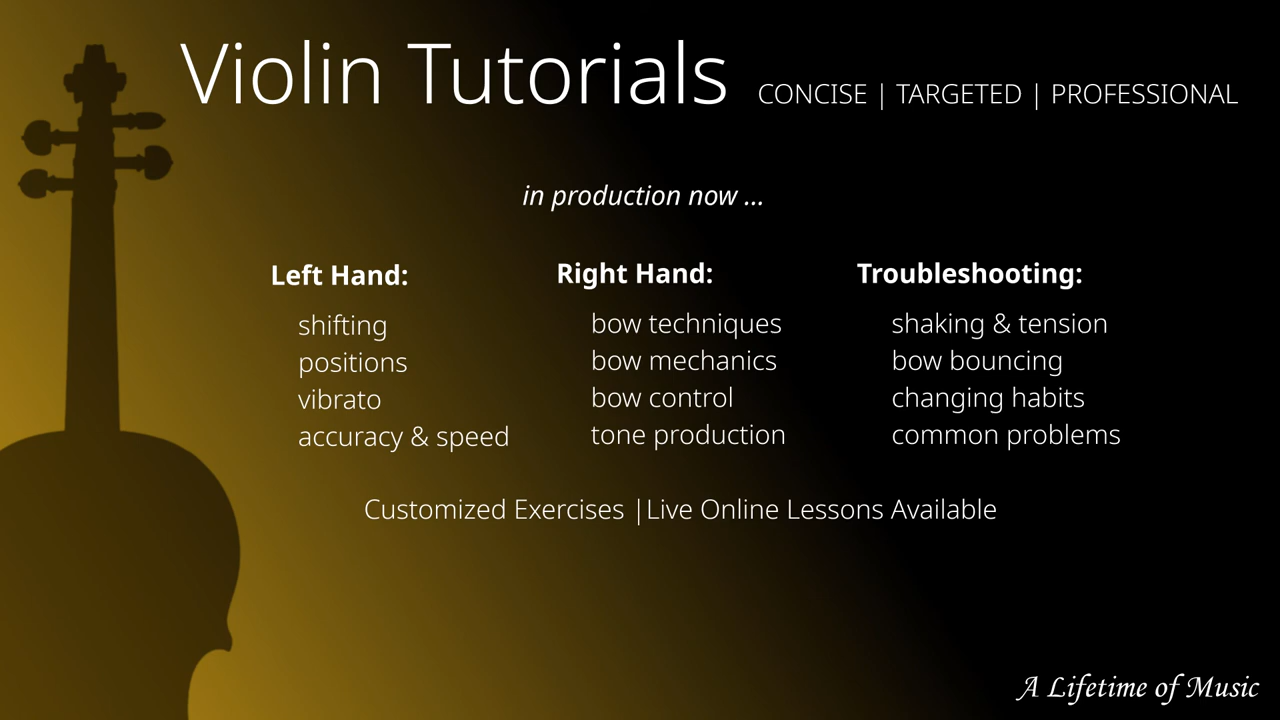 Violin Tutorials CONCISE | TARGETED | PROFESSIONAL
in production now ...
Left Hand:
shifting
positions
vibrato
accuracy & speed
Right Hand:
bow techniques
bow mechanics
bow control
tone production
Troubleshooting:
shaking & tension
bow bouncing
changing habits
common problems
Customized Exercises |Live Online Lessons Available
A Lifetime of Music